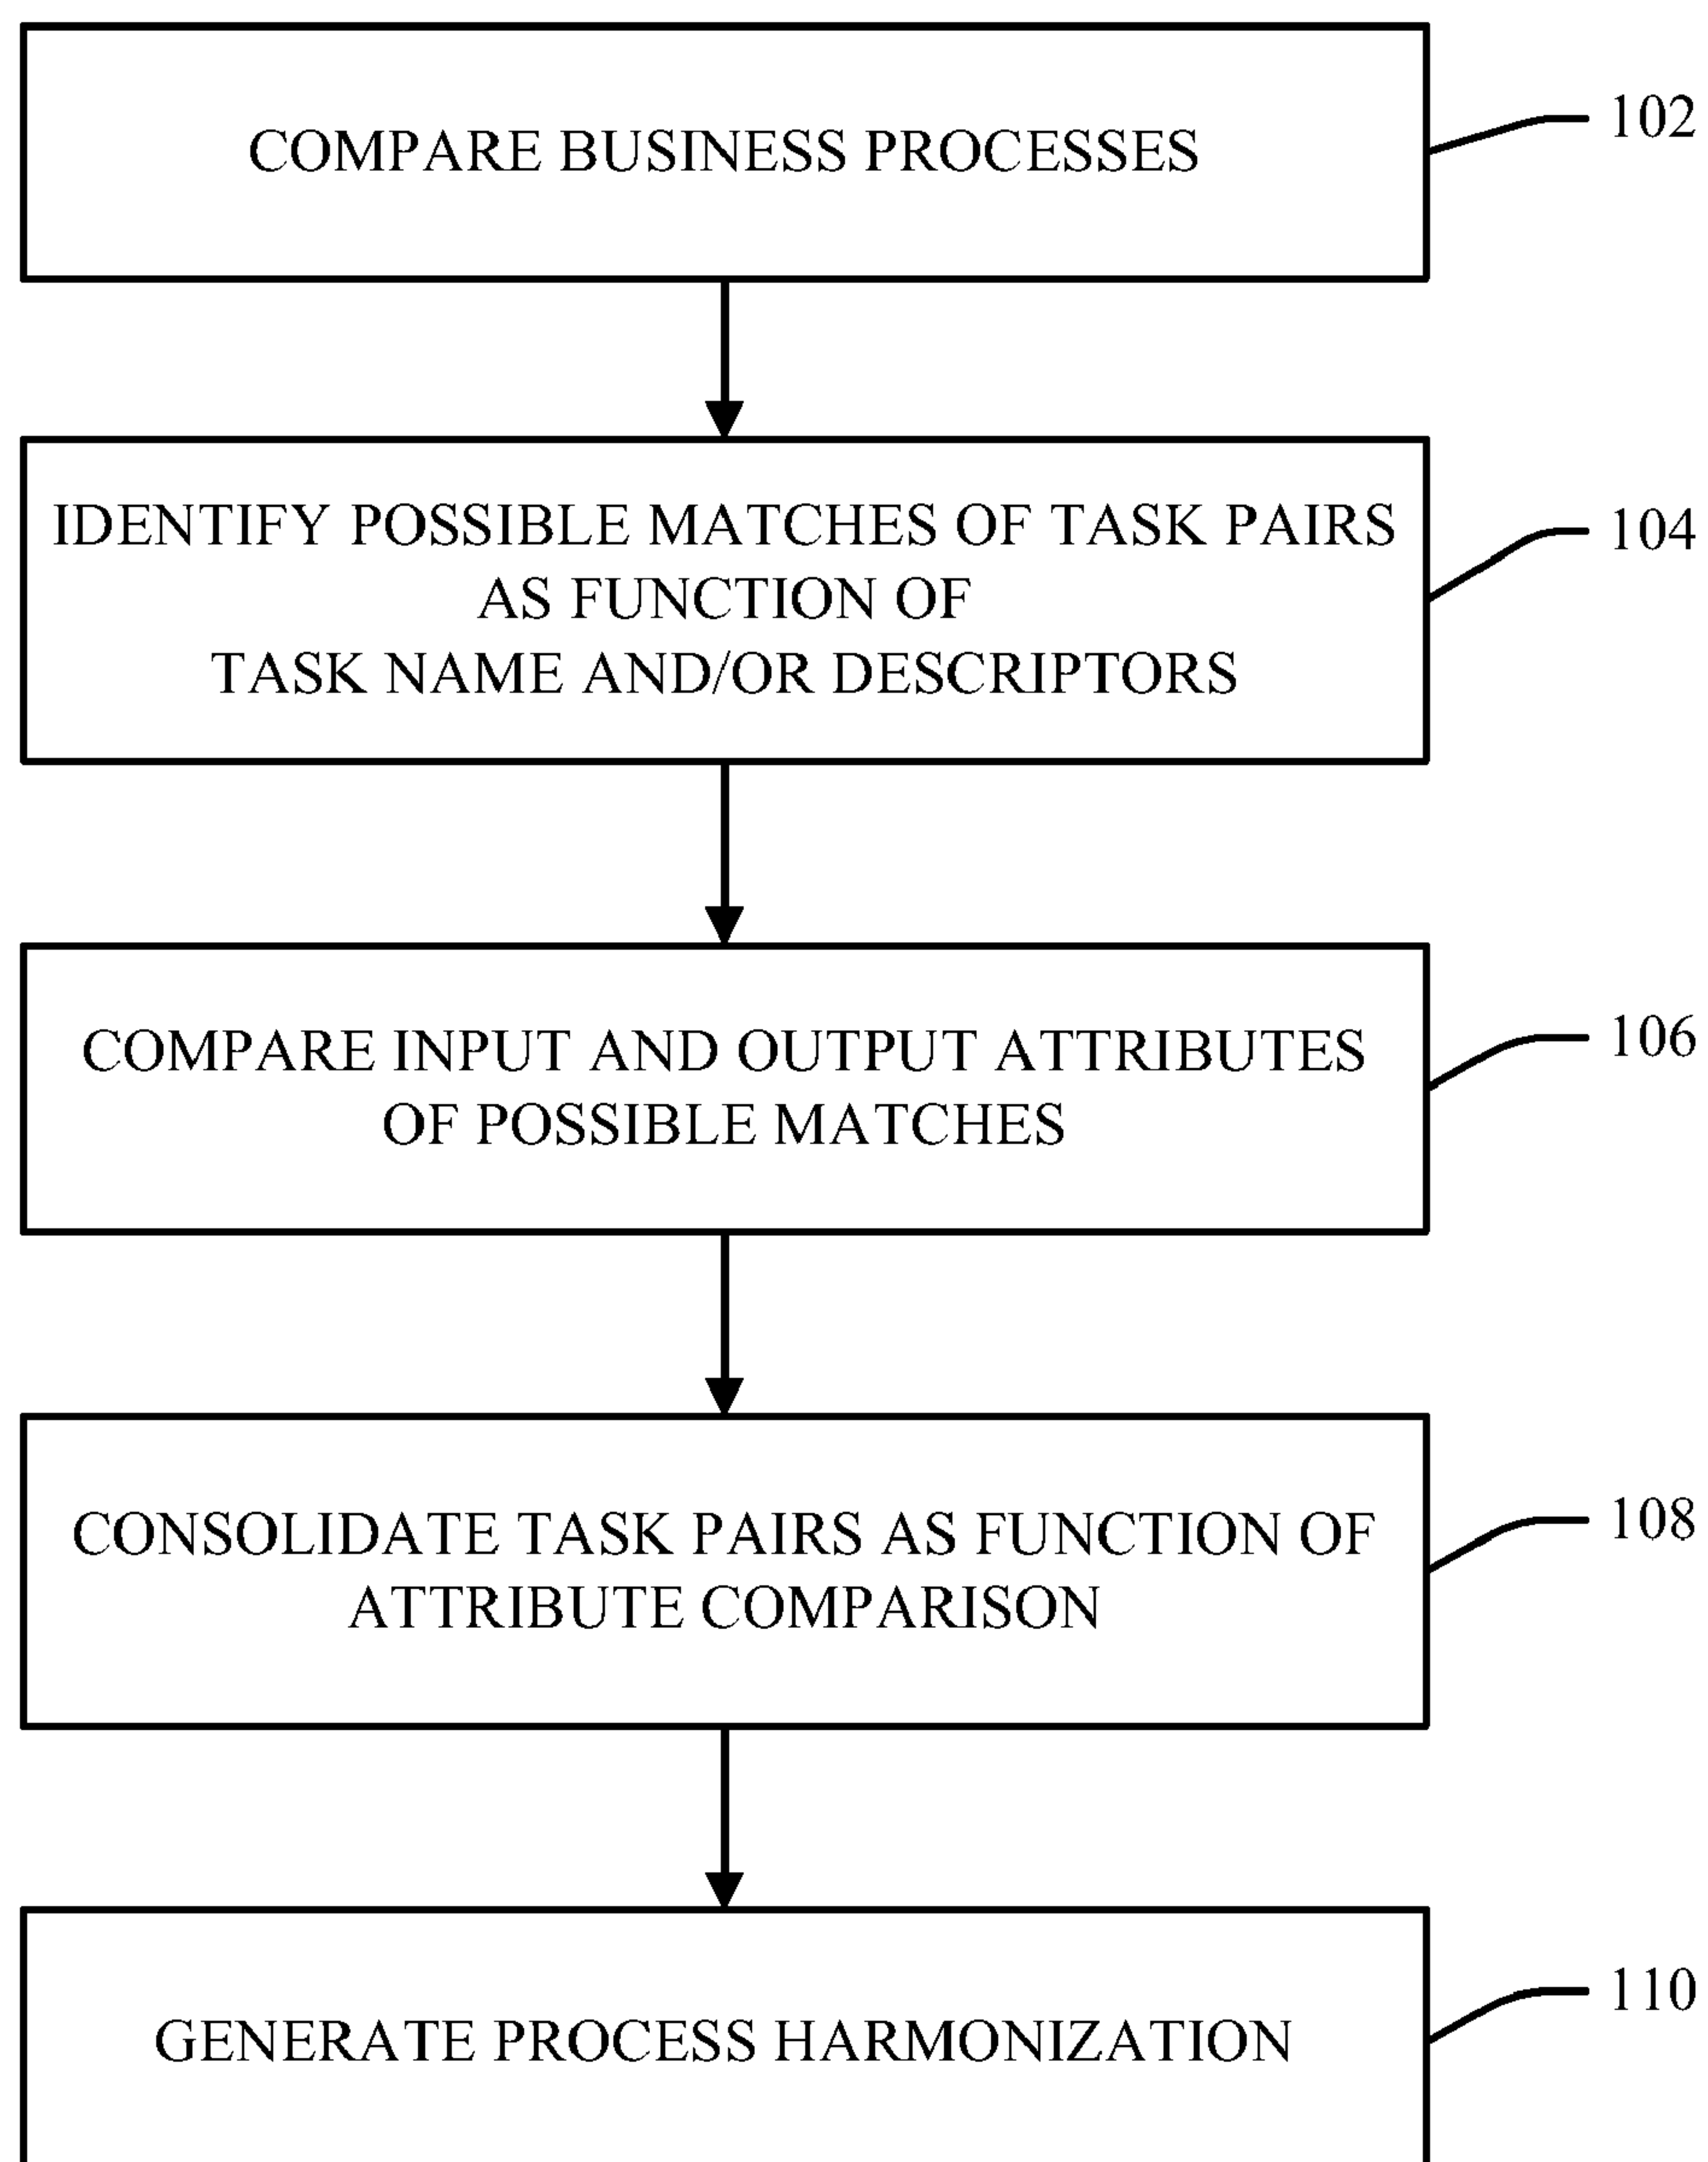 COMPARE BUSINESS PROCESSES
102
IDENTIFY POSSIBLE MATCHES OF TASK PAIRS
AS FUNCTION OF
TASK NAME AND/OR DESCRIPTORS
104
COMPARE INPUT AND OUTPUT ATTRIBUTES
OF POSSIBLE MATCHES
106
CONSOLIDATE TASK PAIRS AS FUNCTION OF
ATTRIBUTE COMPARISON
108
GENERATE PROCESS HARMONIZATION
110